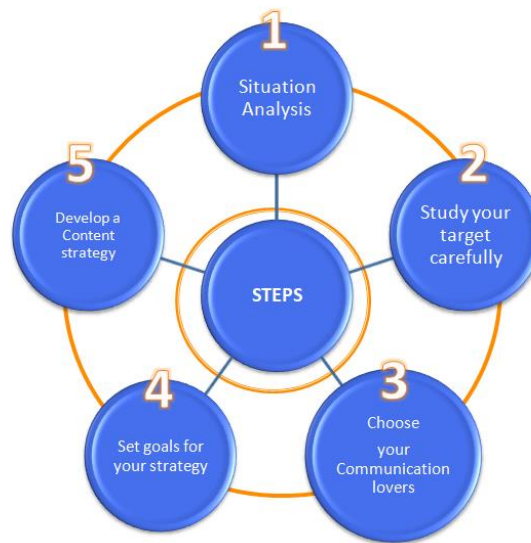 1
Situation
Analysis
2
Study your
target
carefully
3
Choose
your
Communication
lovers
4
Set goals for
your strategy
5
Develop a
Content
strategy
STEPS